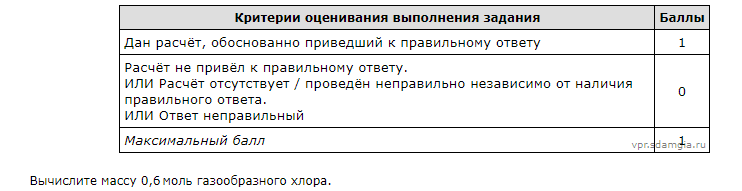 Критерии оценивания выполнения задания Баллы
Дан расчёт, обоснованно приведший к правильному ответу 1
Расчёт не привёл к правильному ответу.
ИЛИ Расчёт отсутствует / проведён неправильно независимо от наличия
правильного ответа.
ИЛИ Ответ неправильный
0
Максимальный балл 1
vpr.sdamgia.ru
Вычислите массу 0,6 моль газообразного хлора.